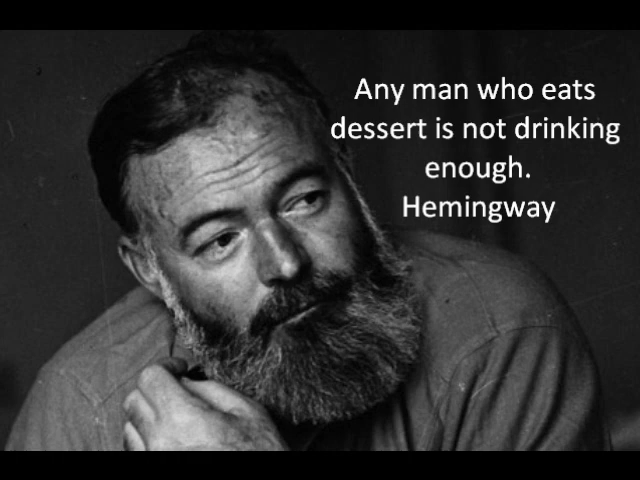 Any man who eats
dessert is not drinking
enough.
Hemingway